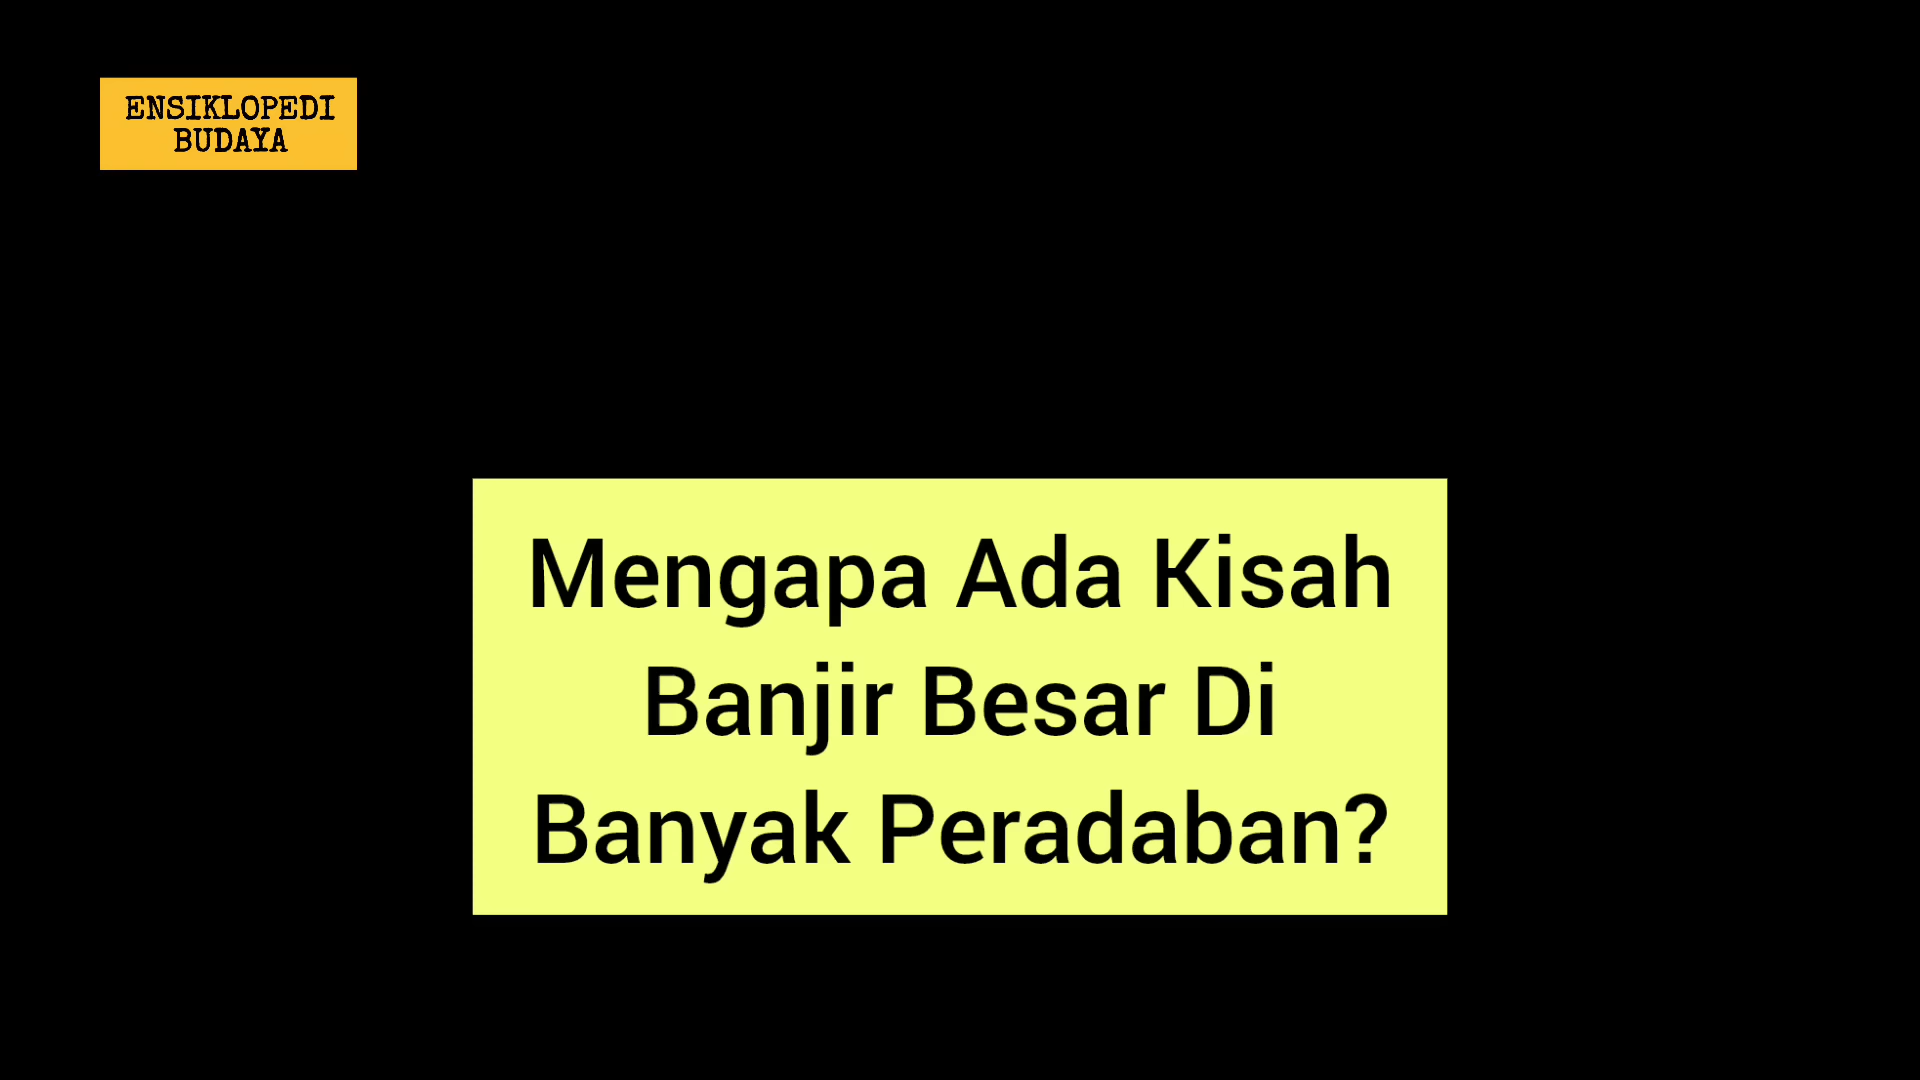 ENSIKLOPEDI
BUDAYA
Mengapa Ada Kisah
Banjir Besar Di
Banyak Peradaban?